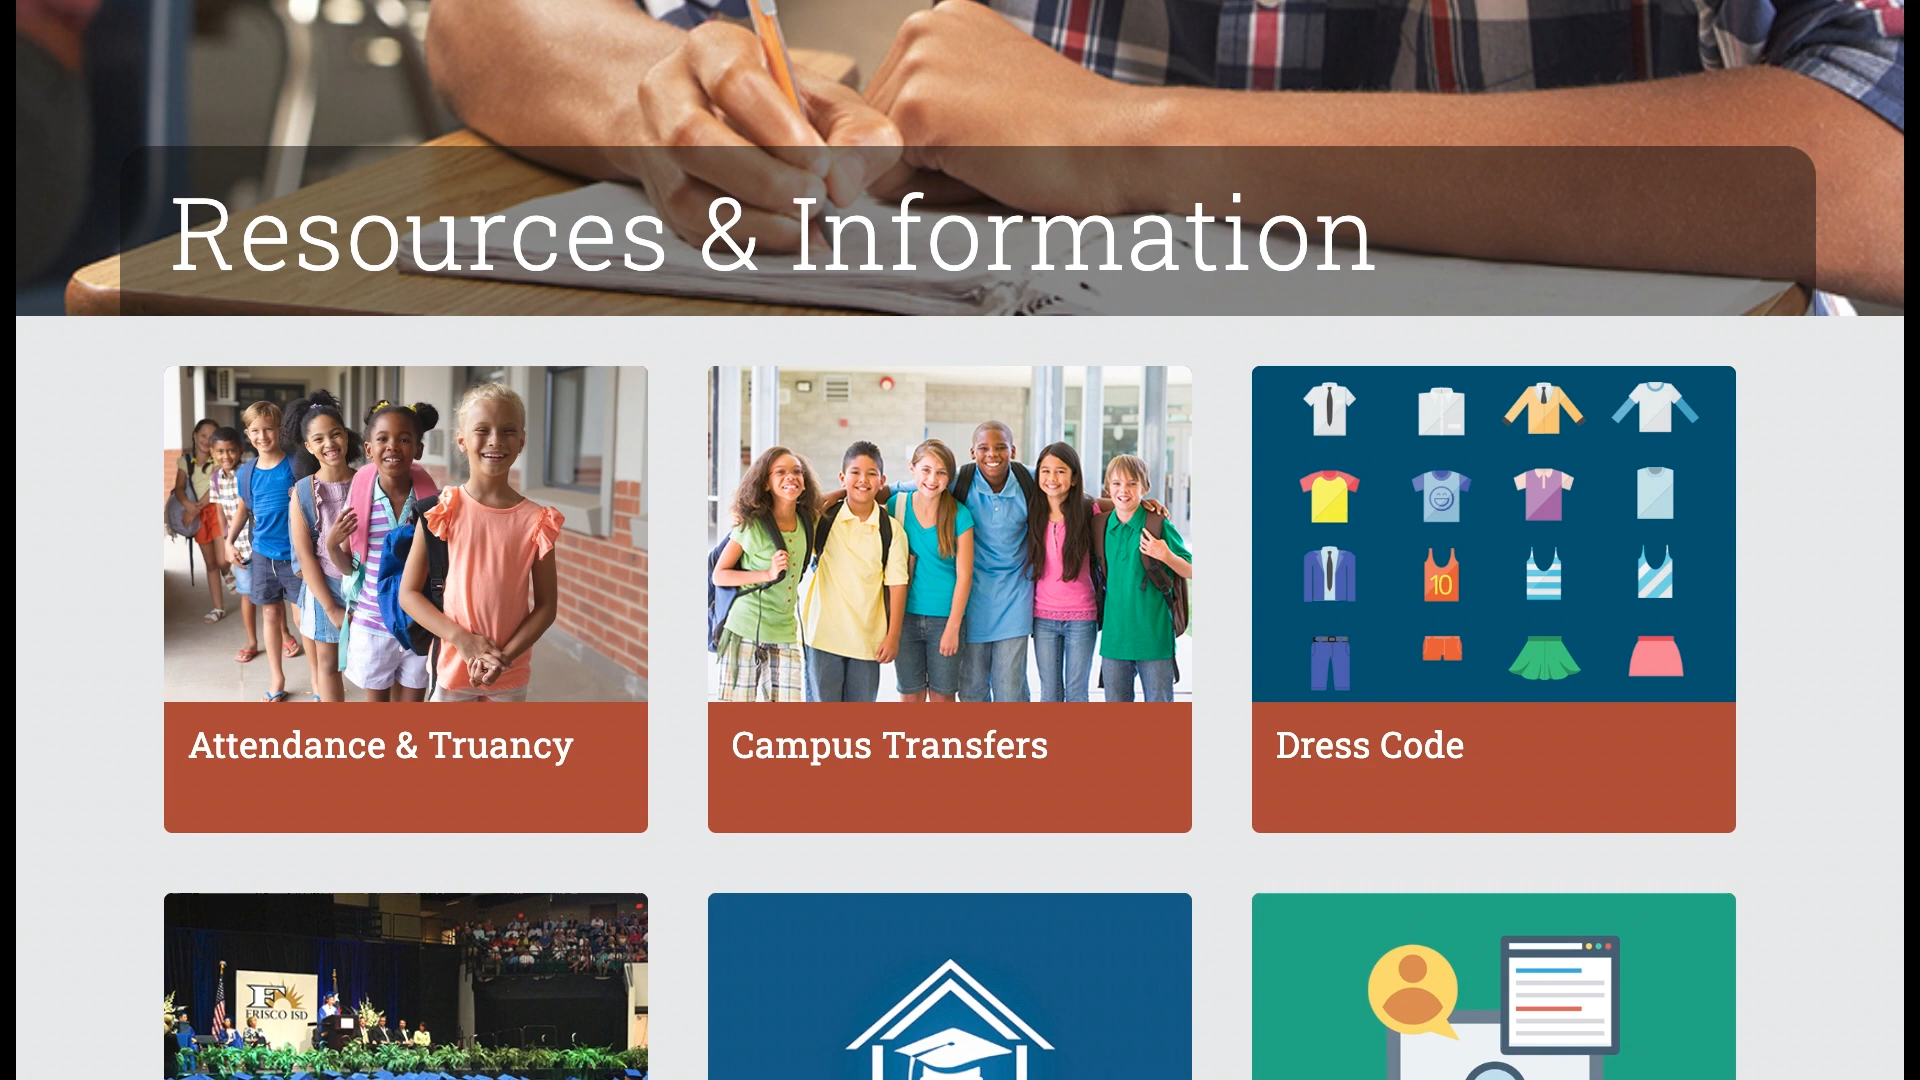 Resources & Information
Attendance & Truancy
Campus Transfers
Dress Code
10
F
FRISCO ISD